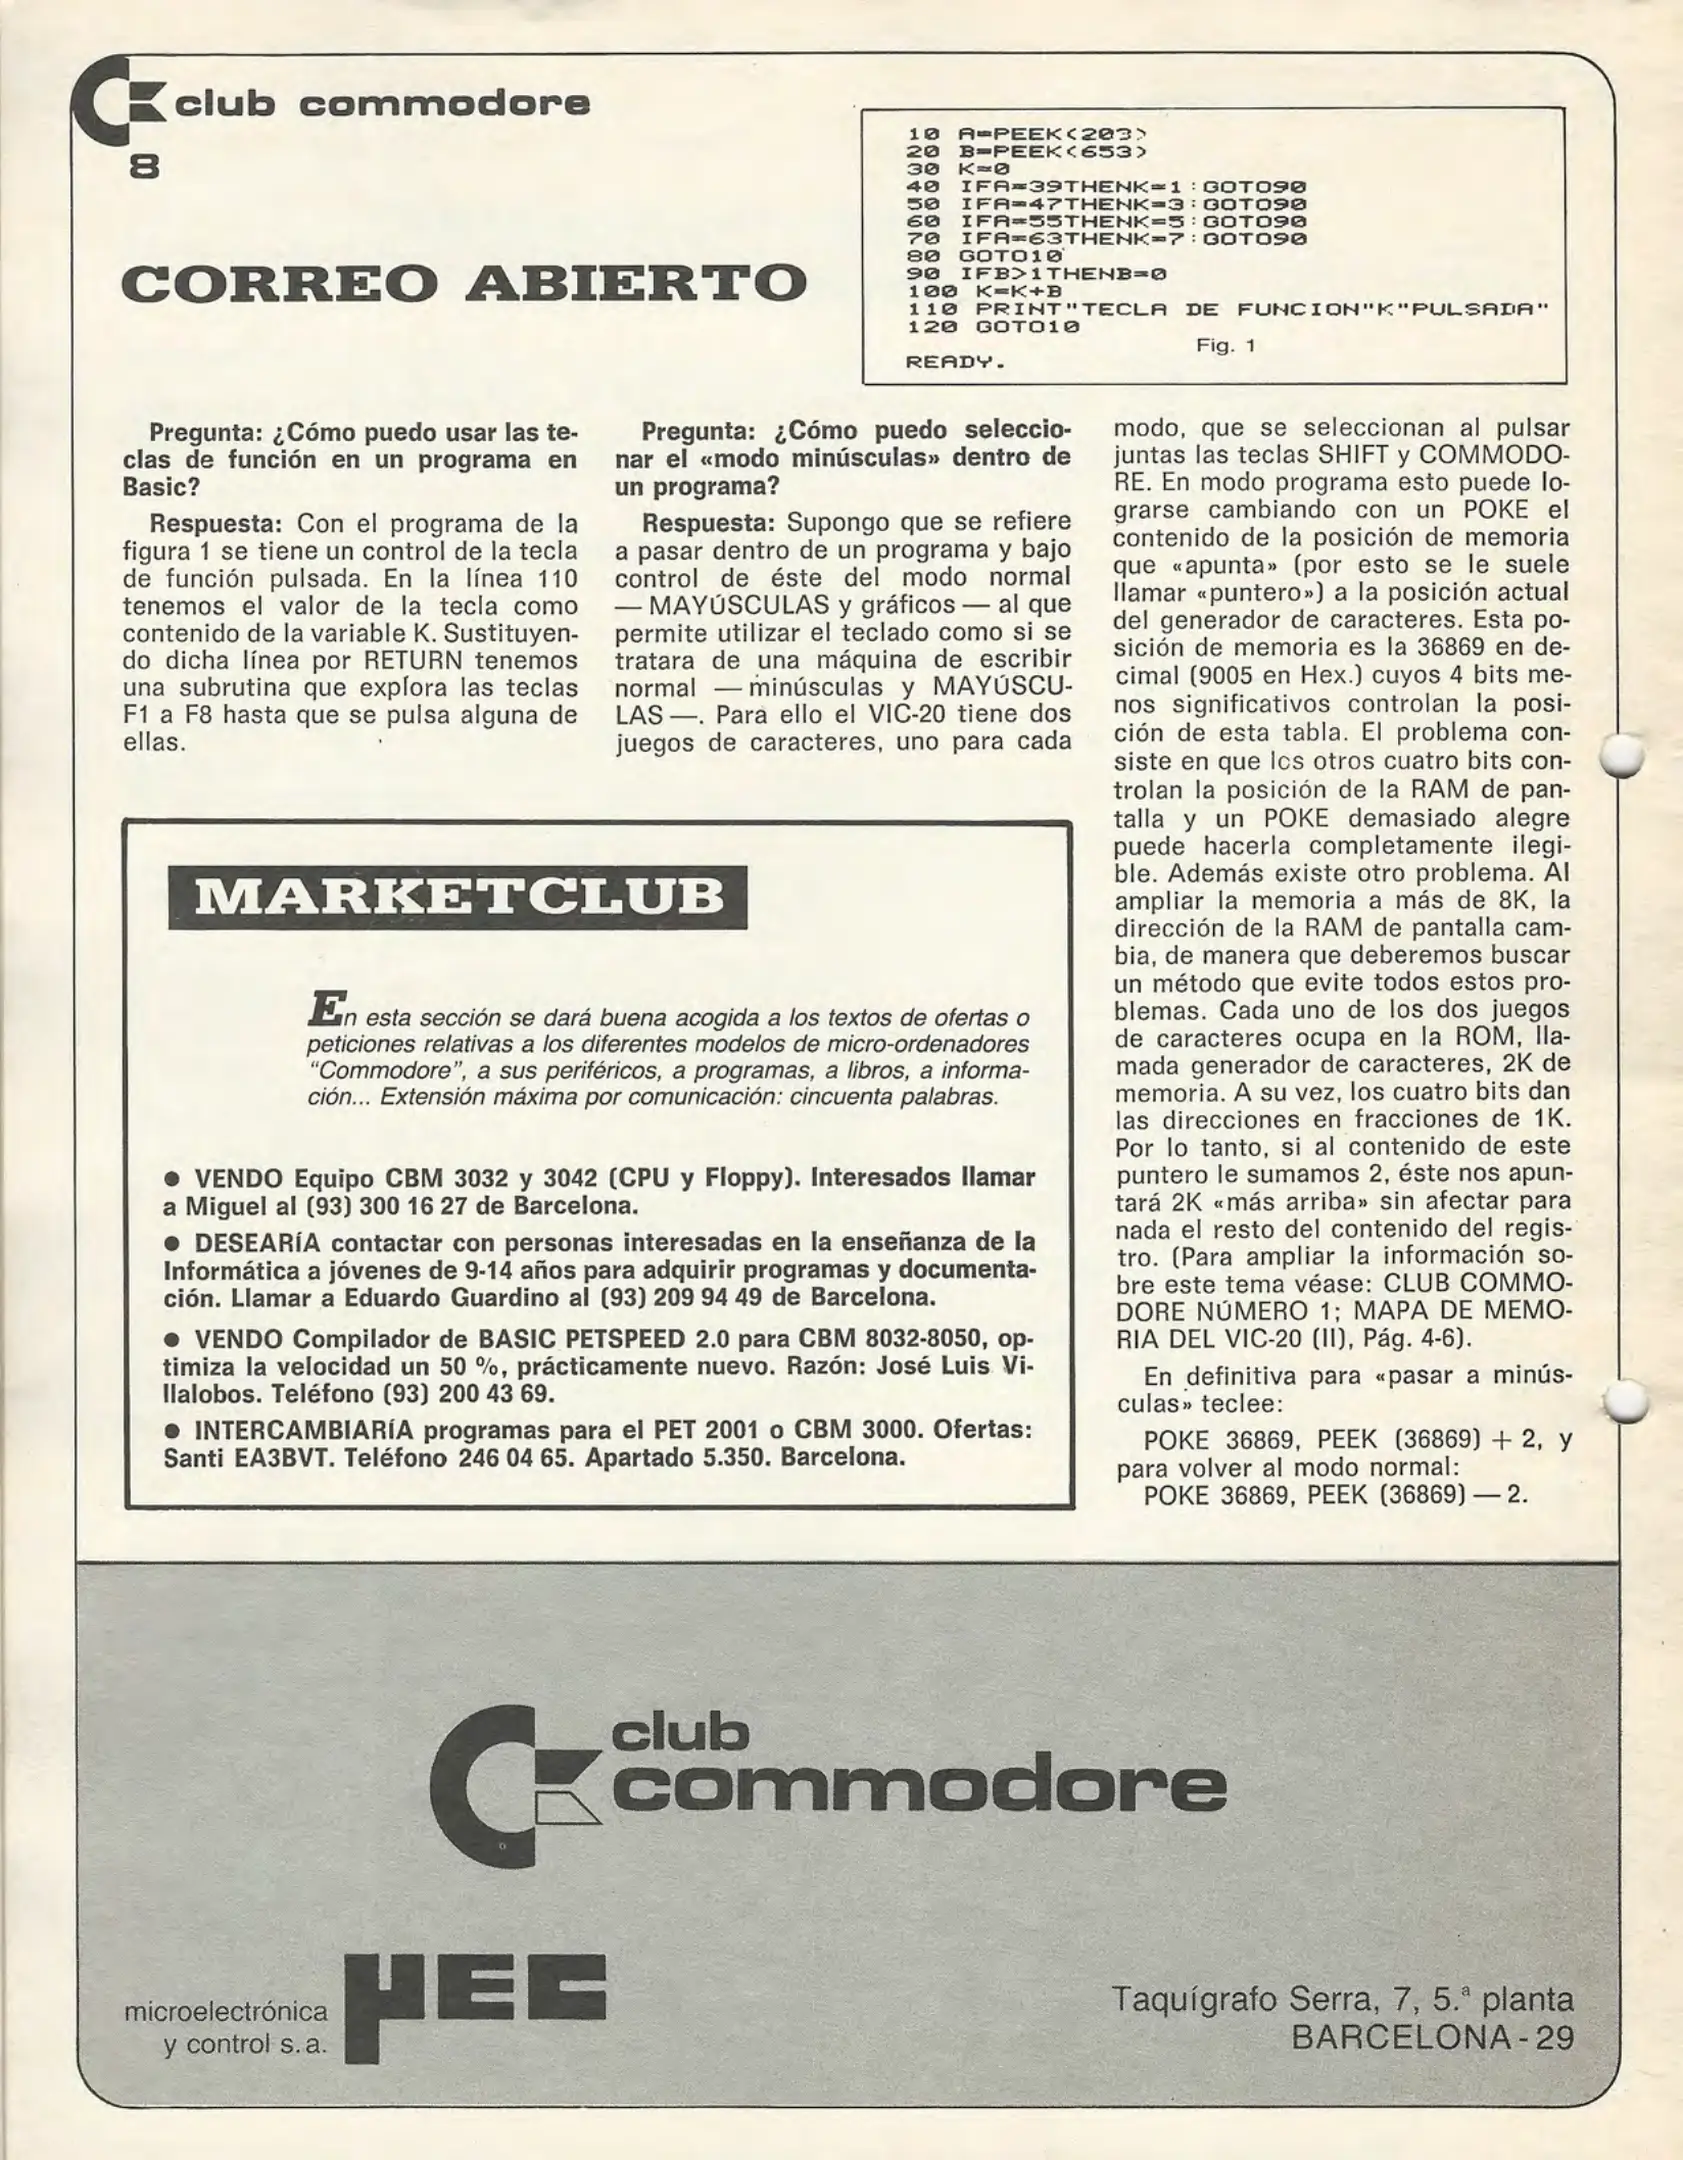 club commodore
8
CORREO ABIERTO
10 A=PEEK(203)
20 B=PEEK(653)
30 K=0
40 IFA=39THENK=1:GOTO90
50 IFA=47THENK=3:GOTO90
60 IFA=55THENK=5:GOTO90
70 IFA=63THENK=7:GOTO90
80 GOTO10
90 IFB>1THENB=0
100 K=K+B
110 PRINT"TECLA DE FUNCION"K"PULSADA"
120 GOTO10
Fig. 1
READY.
Pregunta: ¿Cómo puedo usar las te-
clas de función en un programa en
Basic?
Respuesta: Con el programa de la
figura 1 se tiene un control de la tecla
de función pulsada. En la línea 110
tenemos el valor de la tecla como
contenido de la variable K. Sustituyen-
do dicha línea por RETURN tenemos
una subrutina que explora las teclas
F1 a F8 hasta que se pulsa alguna de
ellas.
Pregunta: ¿Cómo puedo seleccio-
nar el «modo minúsculas» dentro de
un programa?
Respuesta: Supongo que se refiere
a pasar dentro de un programa y bajo
control de éste del modo normal
— MAYÚSCULAS y gráficos — al que
permite utilizar el teclado como si se
tratara de una máquina de escribir
normal — minúsculas y MAYÚSCU-
LAS —. Para ello el VIC-20 tiene dos
juegos de caracteres, uno para cada
modo, que se seleccionan al pulsar
juntas las teclas SHIFT y COMMODO-
RE. En modo programa esto puede lo-
grarse cambiando con un POKE el
contenido de la posición de memoria
que «apunta» (por esto se le suele
llamar «puntero») a la posición actual
del generador de caracteres. Esta po-
sición de memoria es la 36869 en de-
cimal (9005 en Hex.) cuyos 4 bits me-
nos significativos controlan la posi-
ción de esta tabla. El problema con-
siste en que los otros cuatro bits con-
trolan la posición de la RAM de pan-
talla y un POKE demasiado alegre
puede hacerla completamente ilegi-
ble. Además existe otro problema. Al
ampliar la memoria a más de 8K, la
dirección de la RAM de pantalla cam-
bia, de manera que deberemos buscar
un método que evite todos estos pro-
blemas. Cada uno de los dos juegos
de caracteres ocupa en la ROM, lla-
mada generador de caracteres, 2K de
memoria. A su vez, los cuatro bits dan
las direcciones en fracciones de 1K.
Por lo tanto, si al contenido de este
puntero le sumamos 2, éste nos apun-
tará 2K «más arriba» sin afectar para
nada el resto del contenido del regis-
tro. (Para ampliar la información so-
bre este tema véase: CLUB COMMO-
DORE NÚMERO 1; MAPA DE MEMO-
RIA DEL VIC-20 (II), Pág. 4-6).
En definitiva para «pasar a minús-
culas» teclee:
POKE 36869, PEEK (36869) + 2, y
para volver al modo normal:
POKE 36869, PEEK (36869) — 2.
MARKETCLUB
En esta sección se dará buena acogida a los textos de ofertas o
peticiones relativas a los diferentes modelos de micro-ordenadores
"Commodore", a sus periféricos, a programas, a libros, a informa-
ción... Extensión máxima por comunicación: cincuenta palabras.
● VENDO Equipo CBM 3032 y 3042 (CPU y Floppy). Interesados llamar
a Miguel al (93) 300 16 27 de Barcelona.
● DESEARÍA contactar con personas interesadas en la enseñanza de la
Informática a jóvenes de 9-14 años para adquirir programas y documenta-
ción. Llamar a Eduardo Guardino al (93) 209 94 49 de Barcelona.
● VENDO Compilador de BASIC PETSPEED 2.0 para CBM 8032-8050, op-
timiza la velocidad un 50 %, prácticamente nuevo. Razón: José Luis Vi-
llalobos. Teléfono (93) 200 43 69.
● INTERCAMBIARÍA programas para el PET 2001 o CBM 3000. Ofertas:
Santi EA3BVT. Teléfono 246 04 65. Apartado 5.350. Barcelona.
club
commodore
microelectrónica
y control s.a.
μEC
Taquígrafo Serra, 7, 5.ª planta
BARCELONA - 29